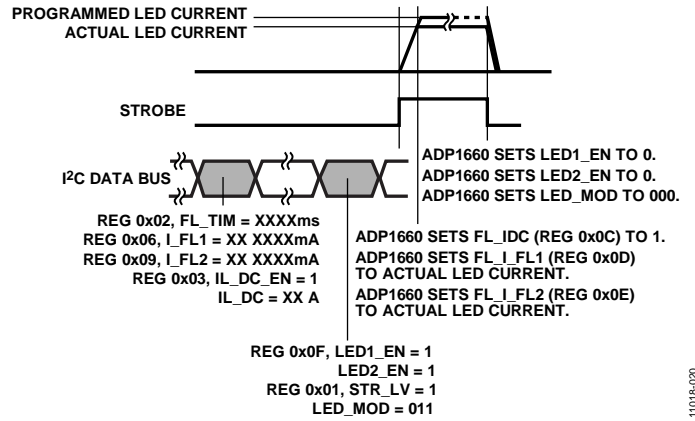 PROGRAMMED LED CURRENT
ACTUAL LED CURRENT
STROBE
I²C DATA BUS
ADP1660 SETS LED1_EN TO 0.
ADP1660 SETS LED2_EN TO 0.
ADP1660 SETS LED_MOD TO 000.
REG 0x02, FL_TIM = XXXXms
REG 0x06, I_FL1 = XX XXXXmA
REG 0x09, I_FL2 = XX XXXXmA
REG 0x03, IL_DC_EN = 1
IL_DC = XX A
ADP1660 SETS FL_IDC (REG 0x0C) TO 1.
ADP1660 SETS FL_I_FL1 (REG 0x0D)
TO ACTUAL LED CURRENT.
ADP1660 SETS FL_I_FL2 (REG 0x0E)
TO ACTUAL LED CURRENT.
REG 0x0F, LED1_EN = 1
LED2_EN = 1
REG 0x01, STR_LV = 1
LED_MOD = 011
11018-020